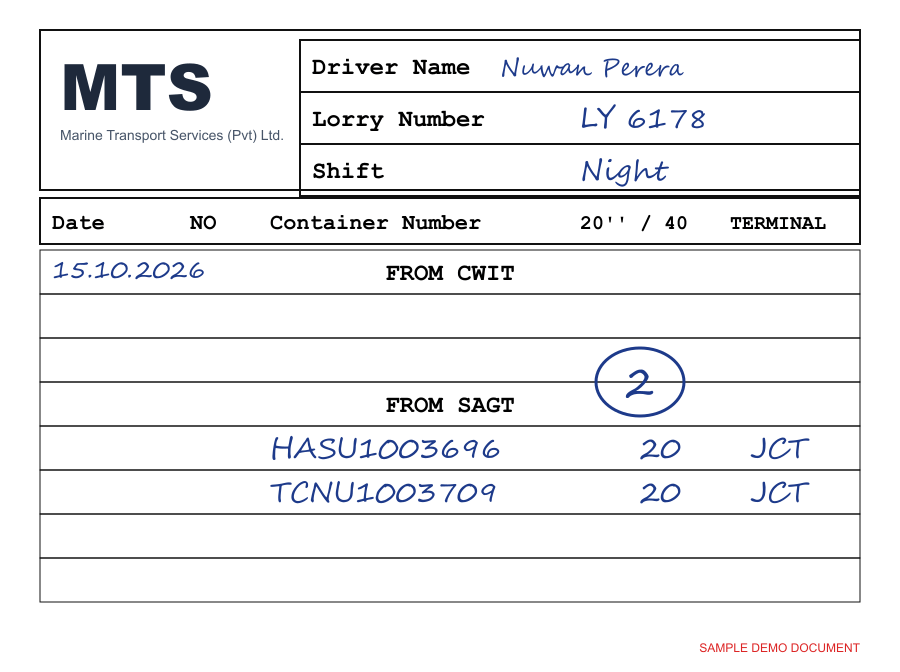 MTS
Marine Transport Services (Pvt) Ltd.
Driver Name Nuwan Perera
Lorry Number LY 6178
Shift Night
Date NO Container Number 20'' / 40 TERMINAL
15.10.2026 FROM CWIT
2
FROM SAGT
HASU1003696 20 JCT
TCNU1003709 20 JCT
SAMPLE DEMO DOCUMENT